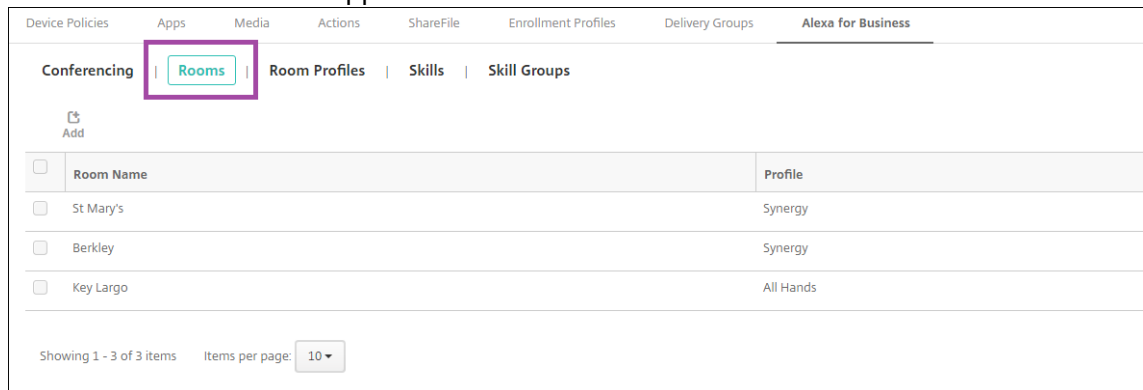 Device Policies Apps Media Actions ShareFile Enrollment Profiles Delivery Groups Alexa for Business
Conferencing | Rooms | Room Profiles | Skills | Skill Groups
Add
Room Name Profile
St Mary's Synergy
Berkley Synergy
Key Largo All Hands
Showing 1 - 3 of 3 items Items per page: 10